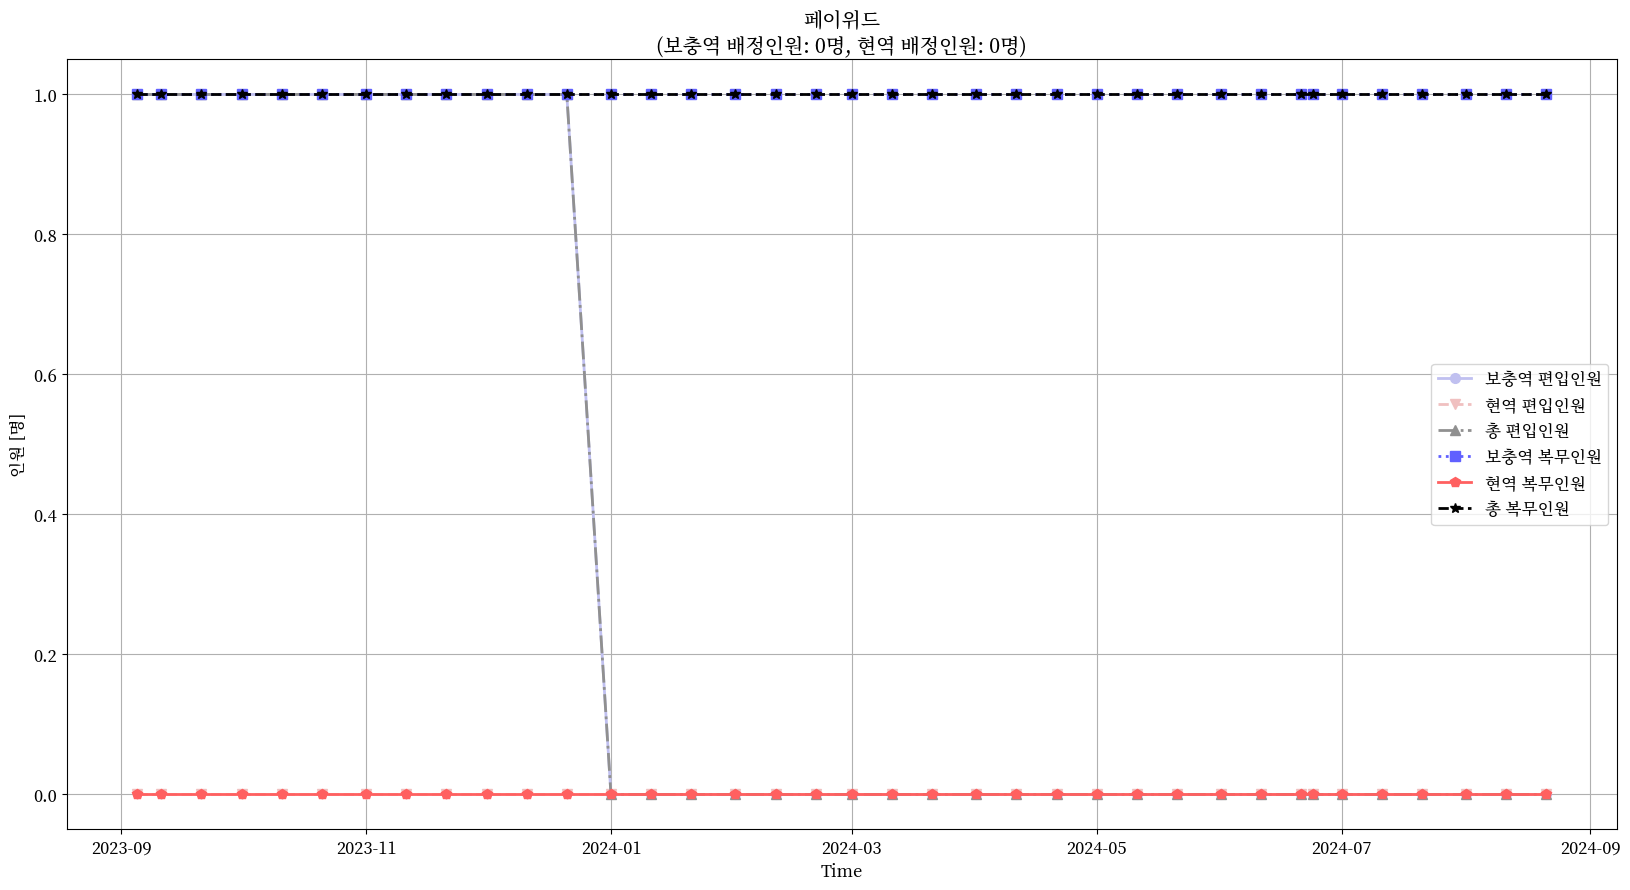 페이워드
(보충역 배정인원: 0명, 현역 배정인원: 0명)
1.0
0.8
0.6
0.4
0.2
0.0
인원 [명]
보충역 편입인원
현역 편입인원
총 편입인원
보충역 복무인원
현역 복무인원
총 복무인원
2023-09
2023-11
2024-01
2024-03
2024-05
2024-07
2024-09
Time